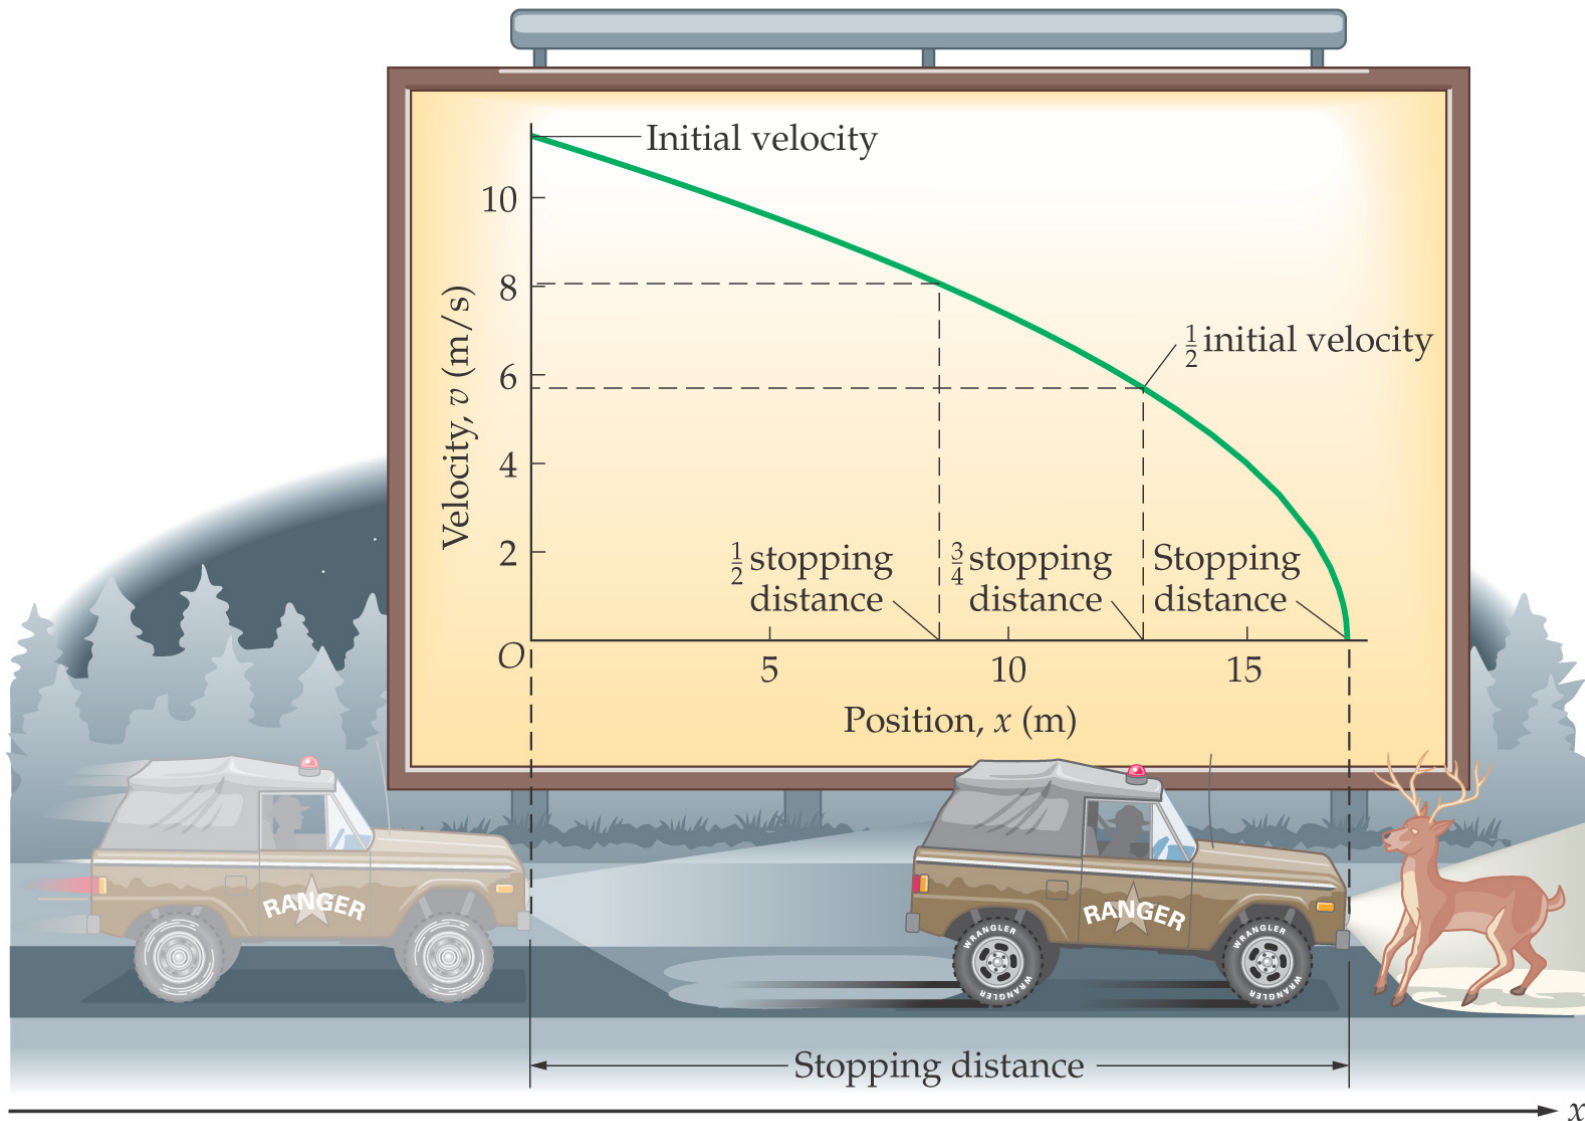 Initial velocity
10
8
6
4
2
O
Velocity, v (m/s)
½ initial velocity
½ stopping
distance
¾ stopping
distance
Stopping
distance
5
10
15
Position, x (m)
RANGER
RANGER
WRANGLER
WRANGLER
WRANGLER
WRANGLER
Stopping distance
x